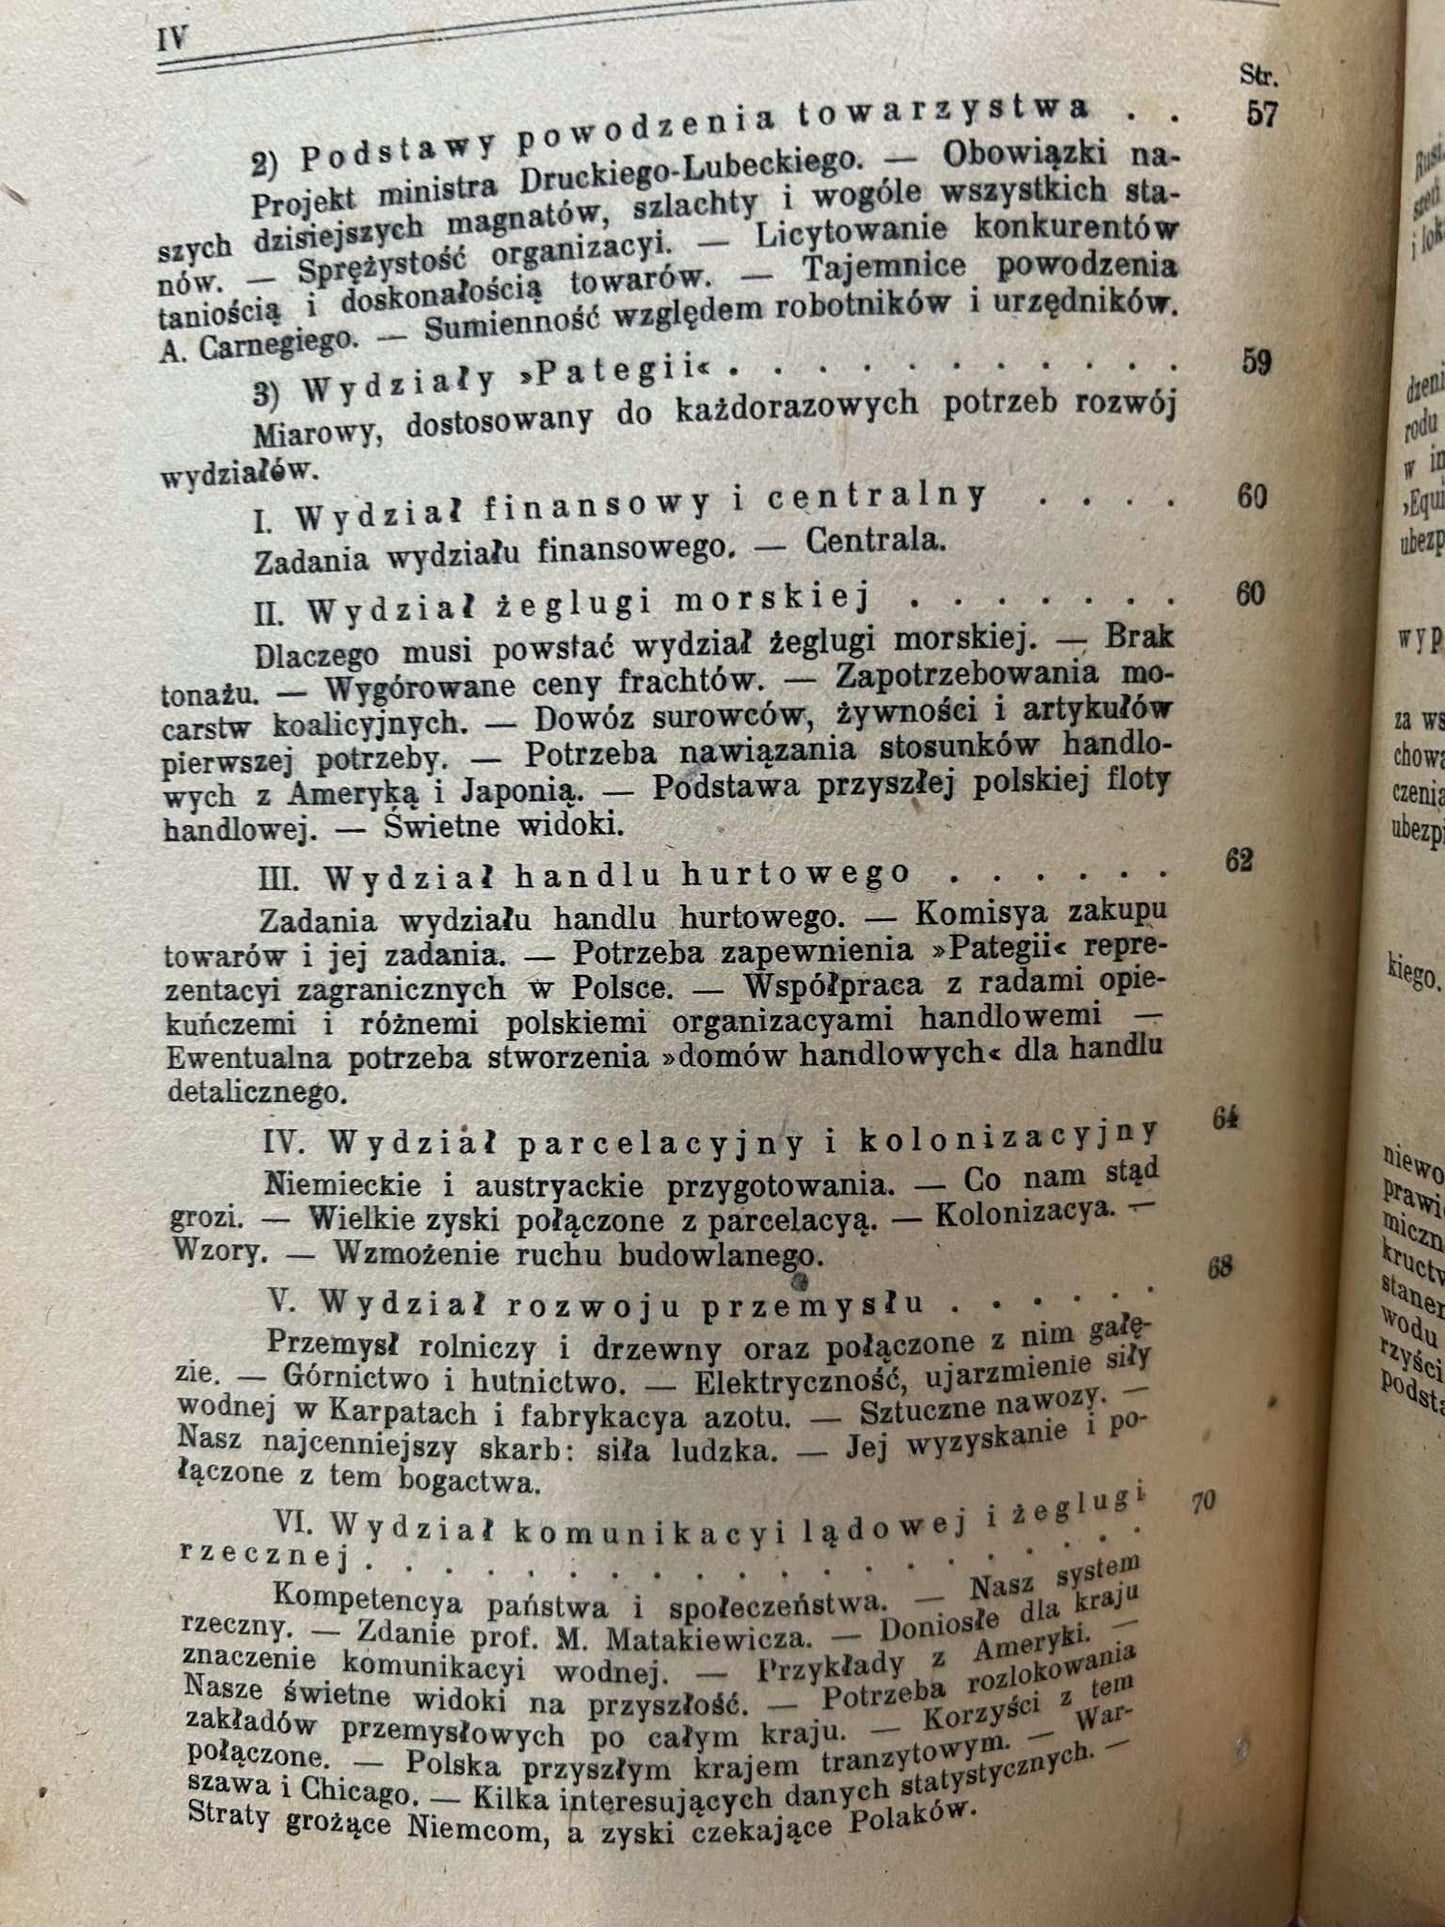 IV
Str.
2) Podstawy powodzenia towarzystwa . . 57
Projekt ministra Druckiego-Lubeckiego. — Obowiązki na-
szych dzisiejszych magnatów, szlachty i wogóle wszystkich sta-
nów. — Sprężystość organizacyi. — Licytowanie konkurentów
taniością i doskonałością towarów. — Tajemnice powodzenia
A. Carnegiego. — Sumienność względem robotników i urzędników.
3) Wydziały »Pategii« . . . . . . . . . . 59
Miarowy, dostosowany do każdorazowych potrzeb rozwój
wydziałów.
I. Wydział finansowy i centralny . . . . 60
Zadania wydziału finansowego. — Centrala.
II. Wydział żeglugi morskiej . . . . . . . 60
Dlaczego musi powstać wydział żeglugi morskiej. — Brak
tonażu. — Wygórowane ceny frachtów. — Zapotrzebowania mo-
carstw koalicyjnych. — Dowóz surowców, żywności i artykułów
pierwszej potrzeby. — Potrzeba nawiązania stosunków handlo-
wych z Ameryką i Japonią. — Podstawa przyszłej polskiej floty
handlowej. — Świetne widoki.
III. Wydział handlu hurtowego . . . . . . 62
Zadania wydziału handlu hurtowego. — Komisya zakupu
towarów i jej zadania. — Potrzeba zapewnienia »Pategii« repre-
zentacyi zagranicznych w Polsce. — Współpraca z radami opie-
kuńczemi i różnemi polskiemi organizacyami handlowemi —
Ewentualna potrzeba stworzenia »domów handlowych« dla handlu
detalicznego.
IV. Wydział parcelacyjny i kolonizacyjny 64
Niemieckie i austryackie przygotowania. — Co nam stąd
grozi. — Wielkie zyski połączone z parcelacyą. — Kolonizacya. —
Wzory. — Wzmożenie ruchu budowlanego.
V. Wydział rozwoju przemysłu . . . . . . 68
Przemysł rolniczy i drzewny oraz połączone z nim gałę-
zie. — Górnictwo i hutnictwo. — Elektryczność, ujarzmienie siły
wodnej w Karpatach i fabrykacya azotu. — Sztuczne nawozy. —
Nasz najcenniejszy skarb: siła ludzka. — Jej wyzyskanie i po-
łączone z tem bogactwa.
VI. Wydział komunikacyi lądowej i żeglugi 70
rzecznej . . . . . . . . . . . . . . . . .
Kompetencya państwa i społeczeństwa. — Nasz system
rzeczny. — Zdanie prof. M. Matakiewicza. — Doniosłe dla kraju
znaczenie komunikacyi wodnej. — Przykłady z Ameryki. —
Nasze świetne widoki na przyszłość. — Potrzeba rozlokowania
zakładów przemysłowych po całym kraju. — Korzyści z tem
połączone. — Polska przyszłym krajem tranzytowym. — War-
szawa i Chicago. — Kilka interesujących danych statystycznych. —
Straty grożące Niemcom, a zyski czekające Polaków.
i
dzeni
rodu
w
ubezp
wyp
za
kiego.
niewo
prawi
miczn
wodu
rzyści